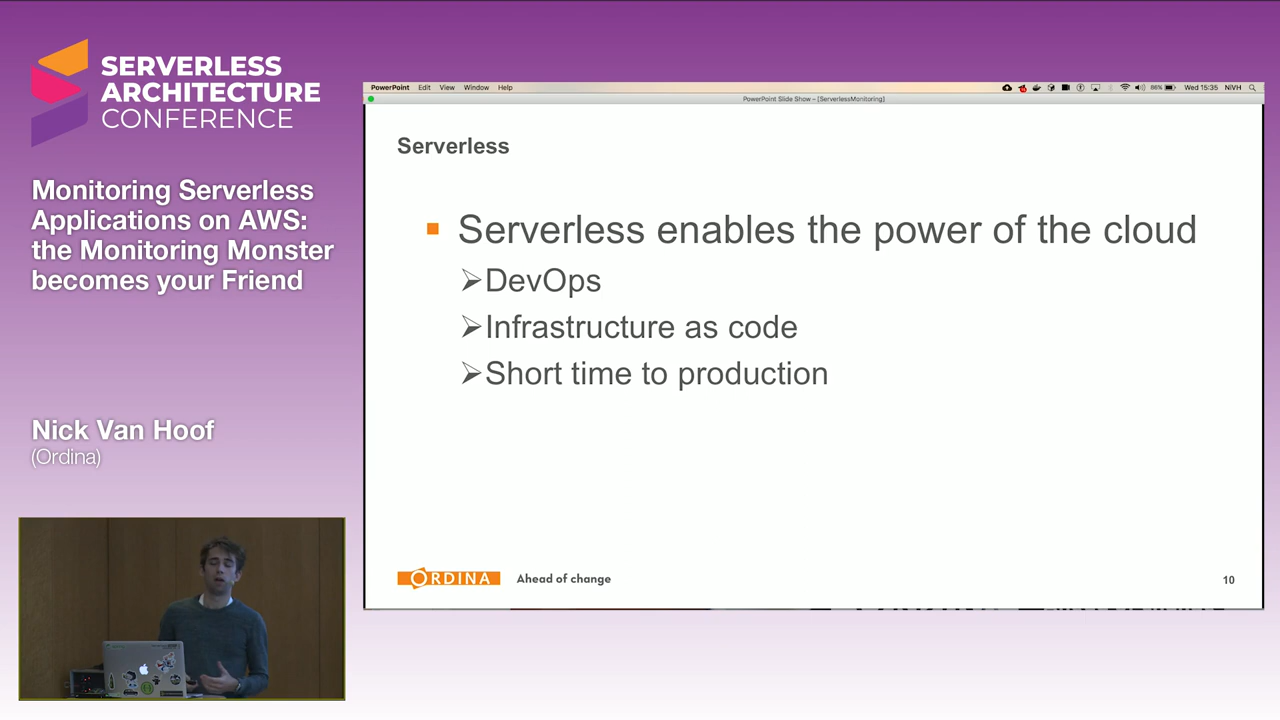 SERVERLESS
ARCHITECTURE
CONFERENCE
Monitoring Serverless
Applications on AWS:
the Monitoring Monster
becomes your Friend
Nick Van Hoof
(Ordina)
PowerPoint Edit View Window Help
86% Wed 15:35 NiVH
PowerPoint Slide Show - [ServerlessMonitoring]
Serverless
Serverless enables the power of the cloud
DevOps
Infrastructure as code
Short time to production
ORDINA Ahead of change
10